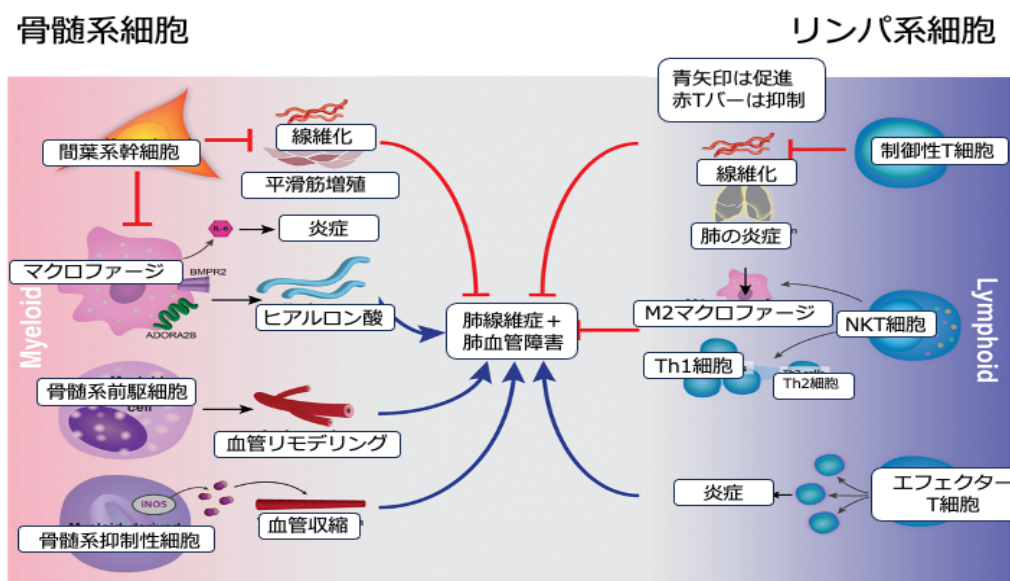 骨髄系細胞
リンパ系細胞
青矢印は促進
赤Tバーは抑制
間葉系幹細胞
線維化
平滑筋増殖
IL-6
炎症
マクロファージ
BMPR2
ADORA2B
ヒアルロン酸
Myeloid
骨髄系前駆細胞
cell
血管リモデリング
iNOS
骨髄系抑制性細胞
血管収縮
肺線維症+
肺血管障害
線維化
制御性T細胞
肺の炎症
M2マクロファージ
NKT細胞
Th1細胞
Th2細胞
Lymphoid
炎症
エフェクター
T細胞